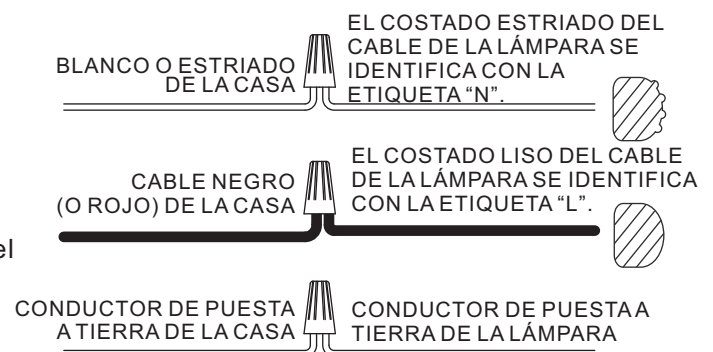 BLANCO O ESTRIADO
DE LA CASA
EL COSTADO ESTRIADO DEL
CABLE DE LA LÁMPARA SE
IDENTIFICA CON LA
ETIQUETA “N”.
CABLE NEGRO
(O ROJO) DE LA CASA
EL COSTADO LISO DEL CABLE
DE LA LÁMPARA SE IDENTIFICA
CON LA ETIQUETA “L”.
el
CONDUCTOR DE PUESTA
A TIERRA DE LA CASA
CONDUCTOR DE PUESTA A
TIERRA DE LA LÁMPARA